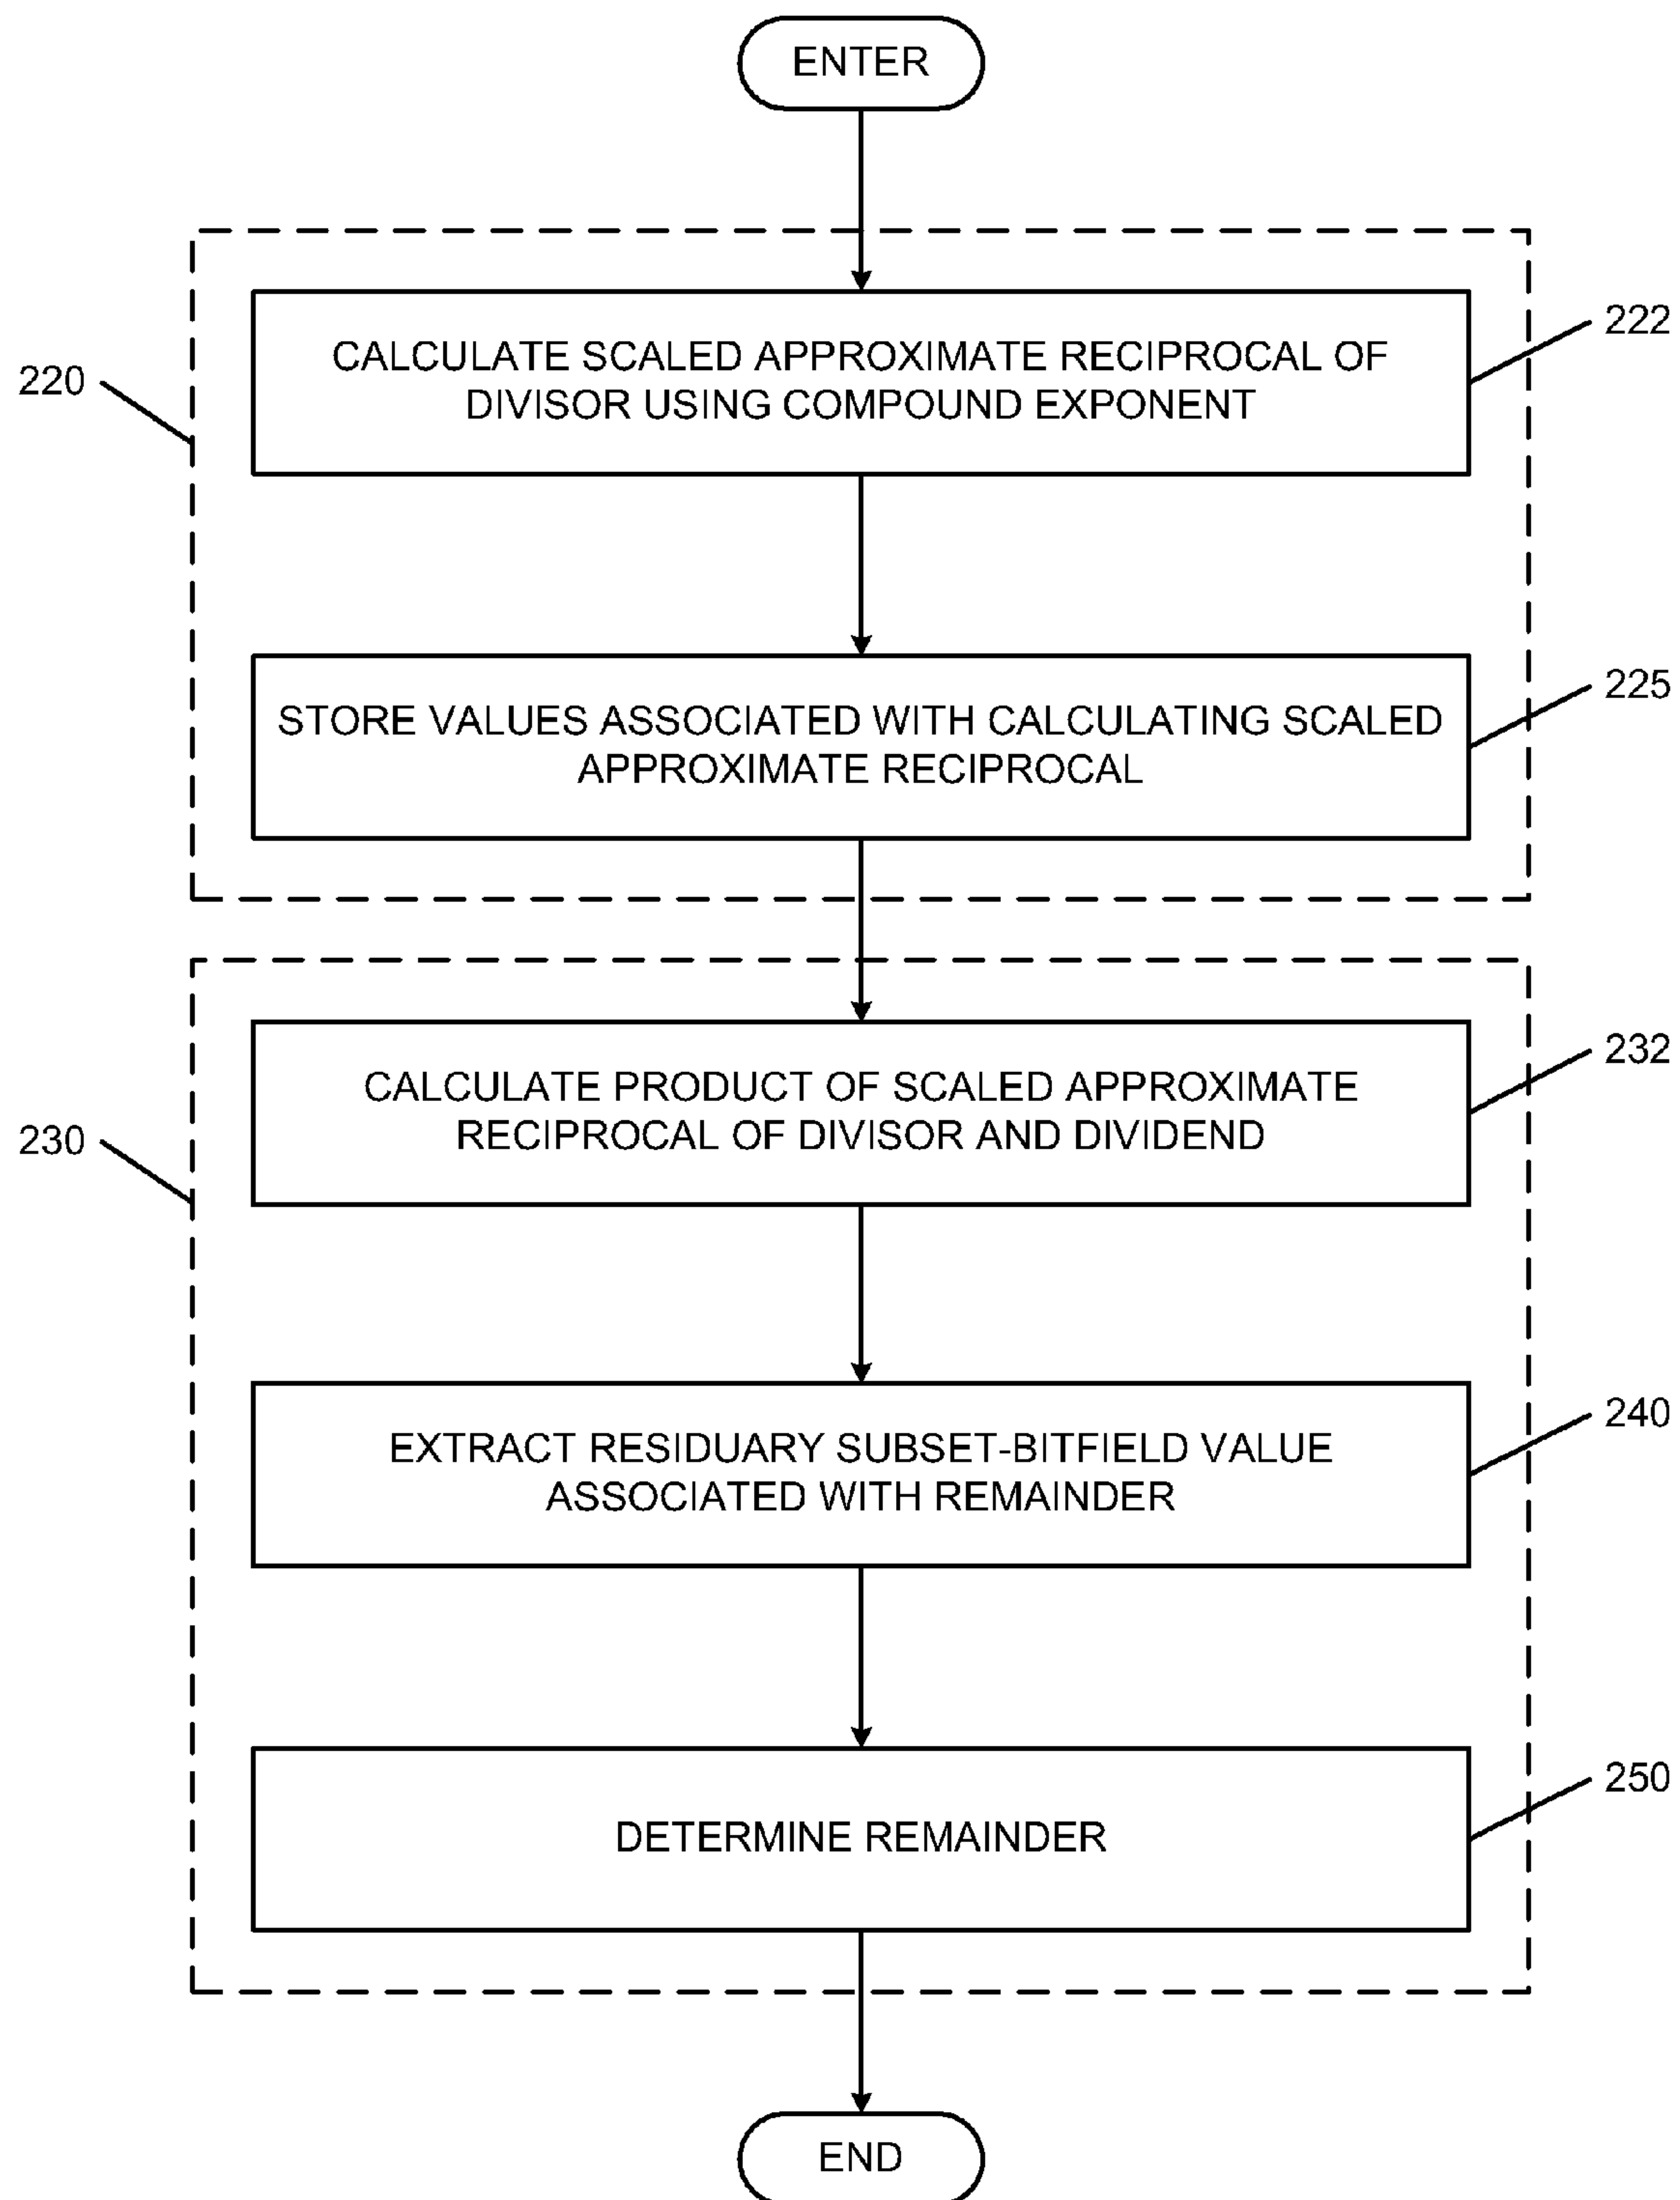 ENTER
220
222
CALCULATE SCALED APPROXIMATE RECIPROCAL OF
DIVISOR USING COMPOUND EXPONENT
225
STORE VALUES ASSOCIATED WITH CALCULATING SCALED
APPROXIMATE RECIPROCAL
230
232
CALCULATE PRODUCT OF SCALED APPROXIMATE
RECIPROCAL OF DIVISOR AND DIVIDEND
240
EXTRACT RESIDUARY SUBSET-BITFIELD VALUE
ASSOCIATED WITH REMAINDER
250
DETERMINE REMAINDER
END